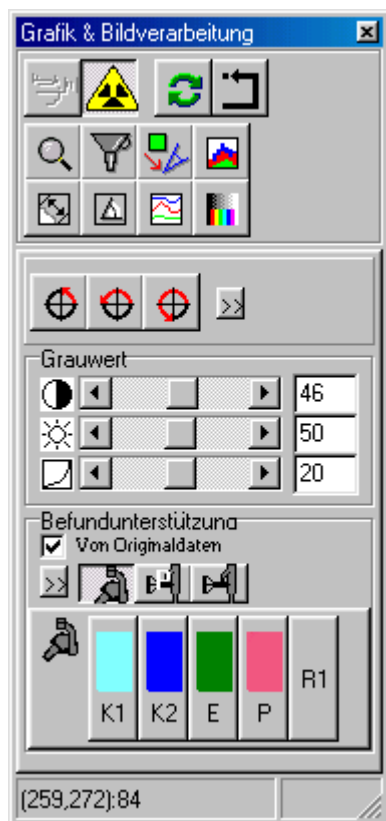 Grafik & Bildverarbeitung
>>
Grauwert
46
50
20
Befundunterstützung
Von Originaldaten
>>
K1 K2 E P R1
(259,272):84